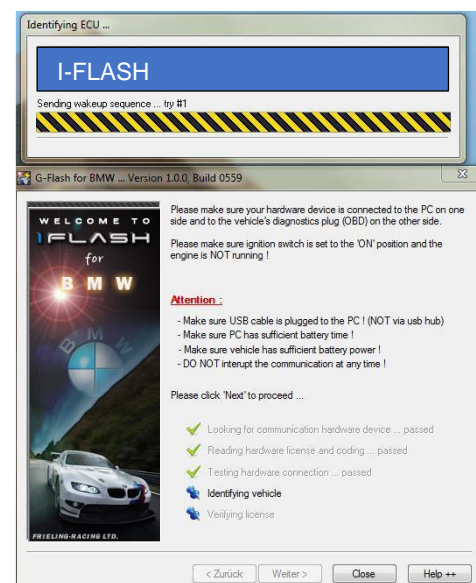 Identifying ECU ...
I-FLASH
Sending wakeup sequence ... try #1
G-Flash for BMW ... Version 1.0.0, Build 0559
WELCOME TO
IFLASH
for
BMW
BMW
FRIELING-RACING LTD.
Please make sure your hardware device is connected to the PC on one
side and to the vehicle's diagnostics plug (OBD) on the other side.
Please make sure ignition switch is set to the 'ON' position and the
engine is NOT running !
Attention :
- Make sure USB cable is plugged to the PC ! (NOT via usb hub)
- Make sure PC has sufficient battery time !
- Make sure vehicle has sufficient battery power !
- DO NOT interupt the communication at any time !
Please click 'Next' to proceed ...
Looking for communication hardware device ... passed
Reading hardware license and coding ... passed
Testing hardware connection ... passed
Identifying vehicle
Verifying license
< Zurück
Weiter >
Close
Help ++